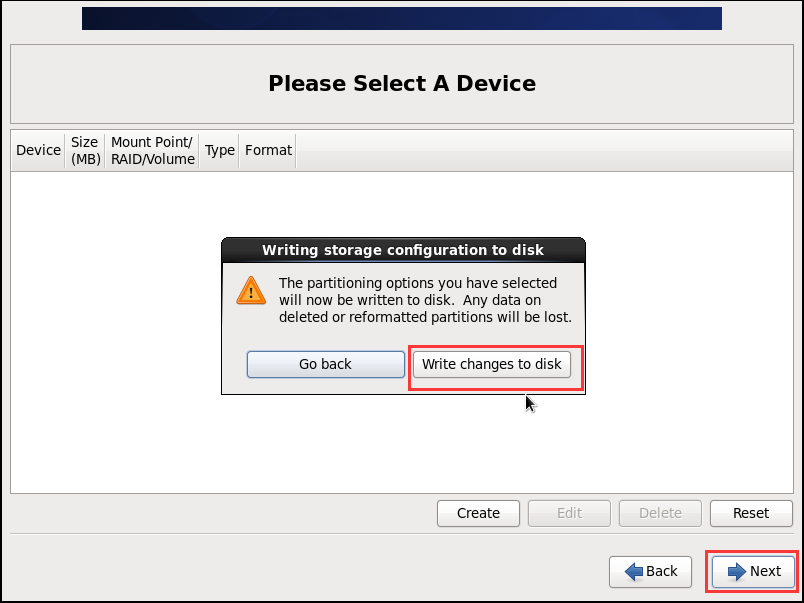 Please Select A Device
Device
Size
(MB)
Mount Point/
RAID/Volume
Type
Format
Writing storage configuration to disk
The partitioning options you have selected
will now be written to disk.  Any data on
deleted or reformatted partitions will be lost.
Go back
Write changes to disk
Create
Edit
Delete
Reset
Back
Next